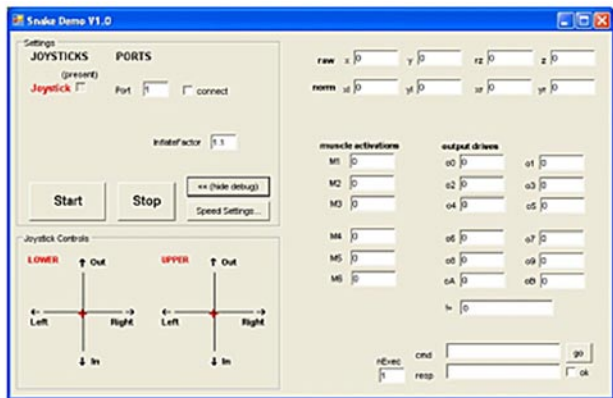 Snake Demo V1.0
Settings
JOYSTICKS PORTS
(present)
Joystick Port 1 connect
InflateFactor 1.1
Start Stop << (hide debug)
Speed Settings...
Joystick Controls
LOWER Out UPPER Out
Left Right Left Right
In In
raw x 0 y 0 rz 0 z 0
norm xl 0 yl 0 xr 0 yr 0
muscle activations output drives
M1 0 o0 0 o1 0
M2 0 o2 0 o3 0
M3 0 o4 0 o5 0
M4 0 o6 0 o7 0
M5 0 o8 0 o9 0
M6 0 oA 0 oB 0
0
nExec cmd go
1 resp ok